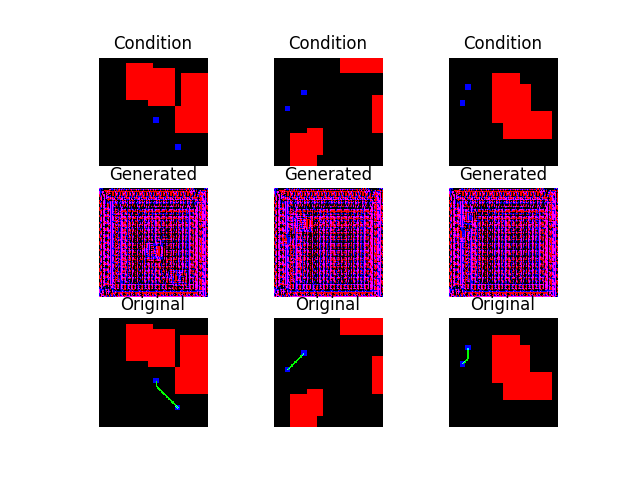 Condition Condition Condition
Generated Generated Generated
Original Original Original